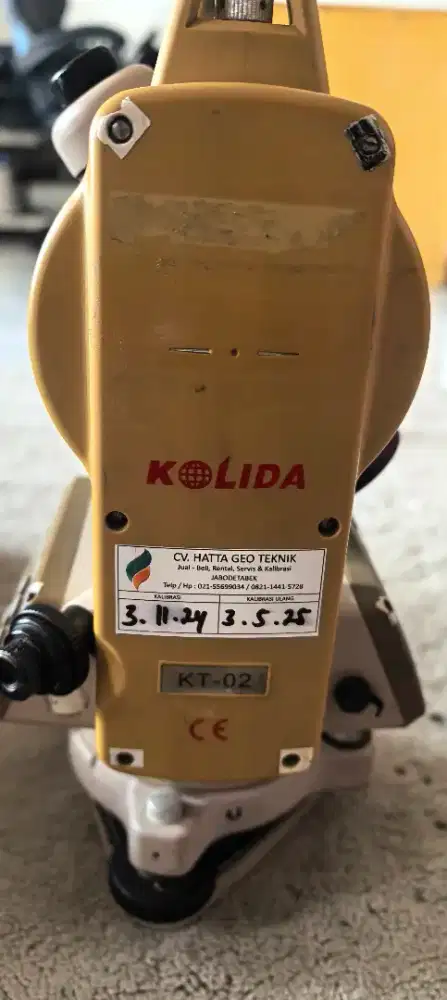 KOLIDA
CV. HATTA GEO TEKNIK
Jual - Beli, Rental, Servis & Kalibrasi
JABODETABEK
Telp / Hp : 021-55699034 / 0821-1441-5728
KALIBRASI KALIBRASI ULANG
3.11.24 3.5.25
KT-02
CE